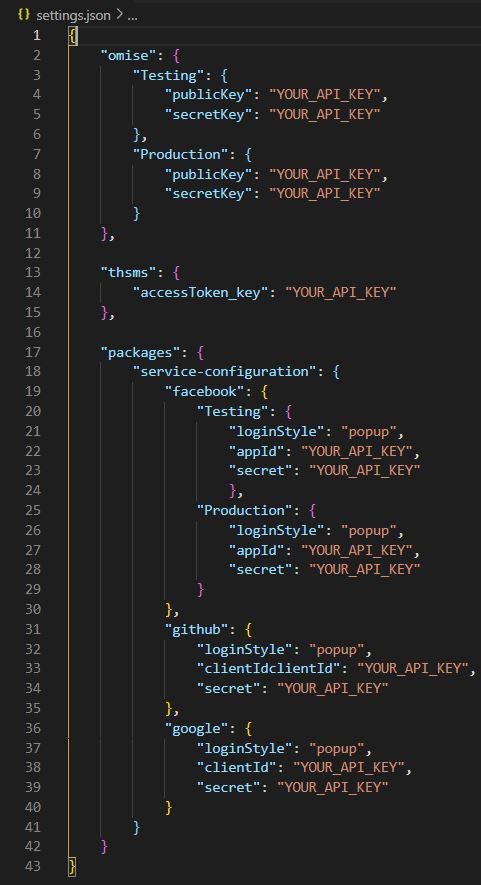 {} settings.json > ...
1 {
2 "omise": {
3 "Testing": {
4 "publicKey": "YOUR_API_KEY",
5 "secretKey": "YOUR_API_KEY"
6 },
7 "Production": {
8 "publicKey": "YOUR_API_KEY",
9 "secretKey": "YOUR_API_KEY"
10 }
11 },
12
13 "thsms": {
14 "accessToken_key": "YOUR_API_KEY"
15 },
16
17 "packages": {
18 "service-configuration": {
19 "facebook": {
20 "Testing": {
21 "loginStyle": "popup",
22 "appId": "YOUR_API_KEY",
23 "secret": "YOUR_API_KEY"
24 },
25 "Production": {
26 "loginStyle": "popup",
27 "appId": "YOUR_API_KEY",
28 "secret": "YOUR_API_KEY"
29 }
30 },
31 "github": {
32 "loginStyle": "popup",
33 "clientIdclientId": "YOUR_API_KEY",
34 "secret": "YOUR_API_KEY"
35 },
36 "google": {
37 "loginStyle": "popup",
38 "clientId": "YOUR_API_KEY",
39 "secret": "YOUR_API_KEY"
40 }
41 }
42 }
43 }